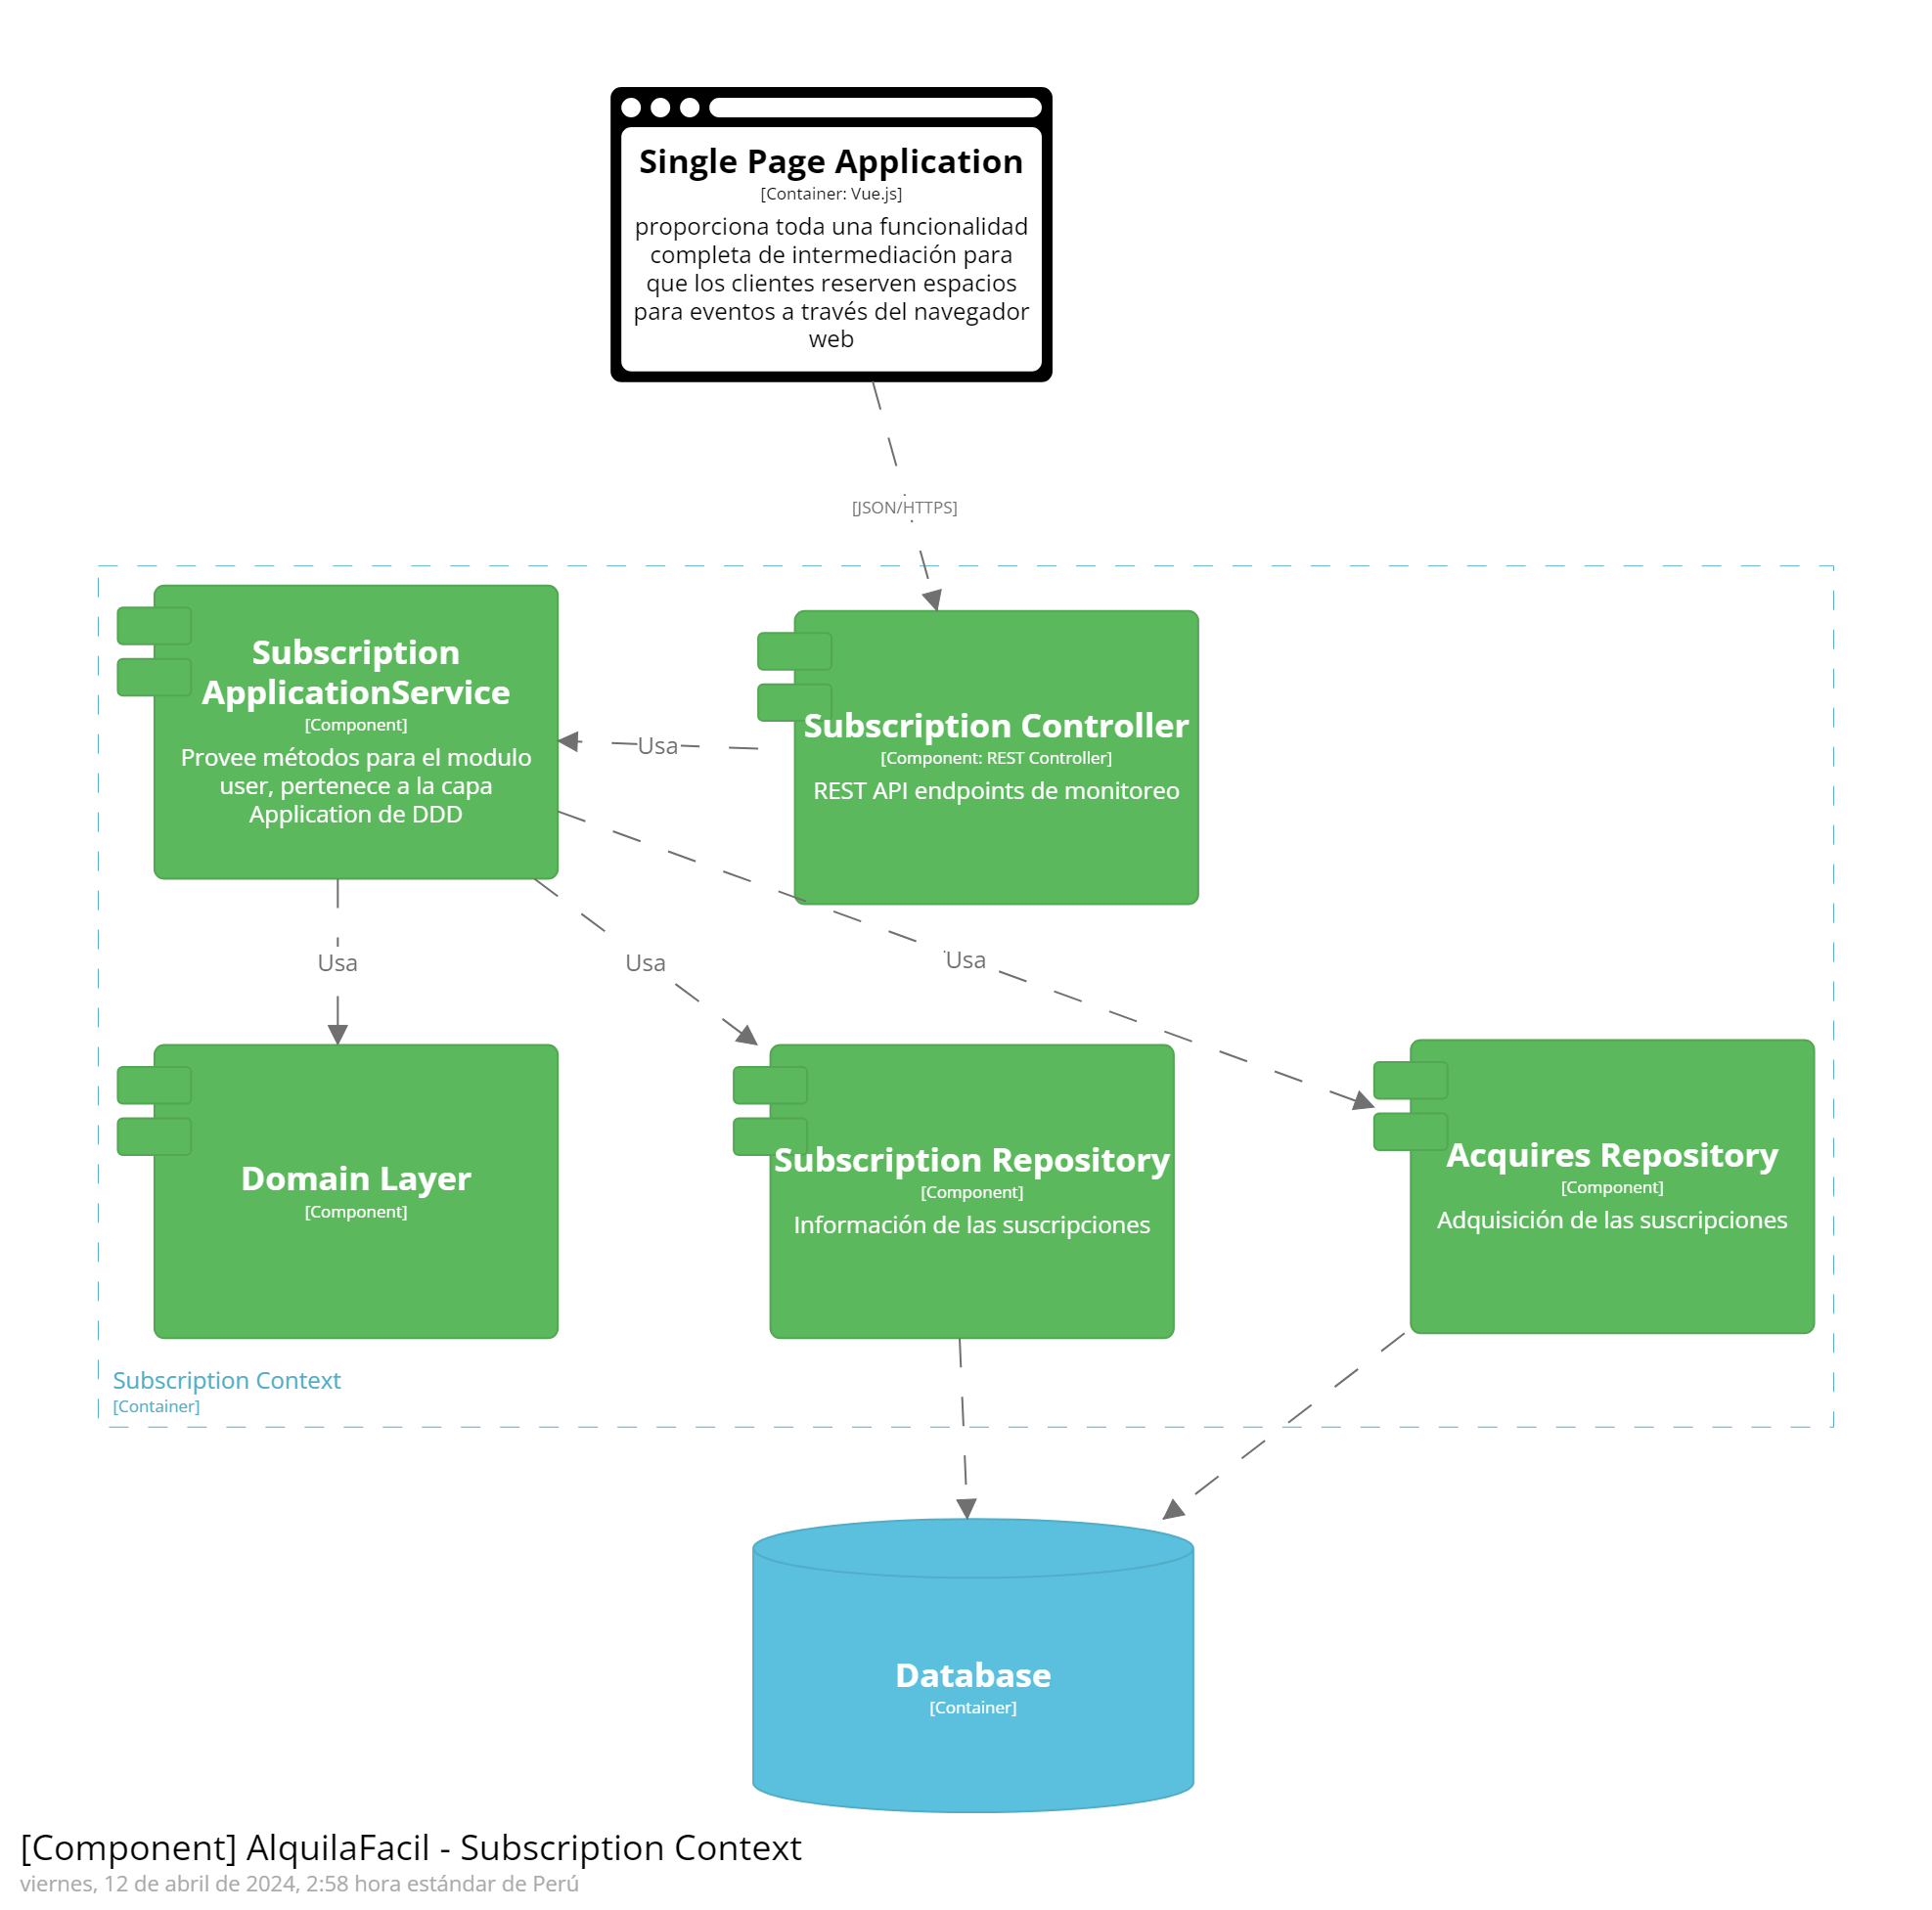 Single Page Application
[Container: Vue.js]
proporciona toda una funcionalidad
completa de intermediación para
que los clientes reserven espacios
para eventos a través del navegador
web
[JSON/HTTPS]
Subscription
ApplicationService
[Component]
Provee métodos para el modulo
user, pertenece a la capa
Application de DDD
Usa
Subscription Controller
[Component: REST Controller]
REST API endpoints de monitoreo
Usa
Usa
Usa
Domain Layer
[Component]
Subscription Repository
[Component]
Información de las suscripciones
Acquires Repository
[Component]
Adquisición de las suscripciones
Subscription Context
[Container]
Database
[Container]
[Component] AlquilaFacil - Subscription Context
viernes, 12 de abril de 2024, 2:58 hora estándar de Perú